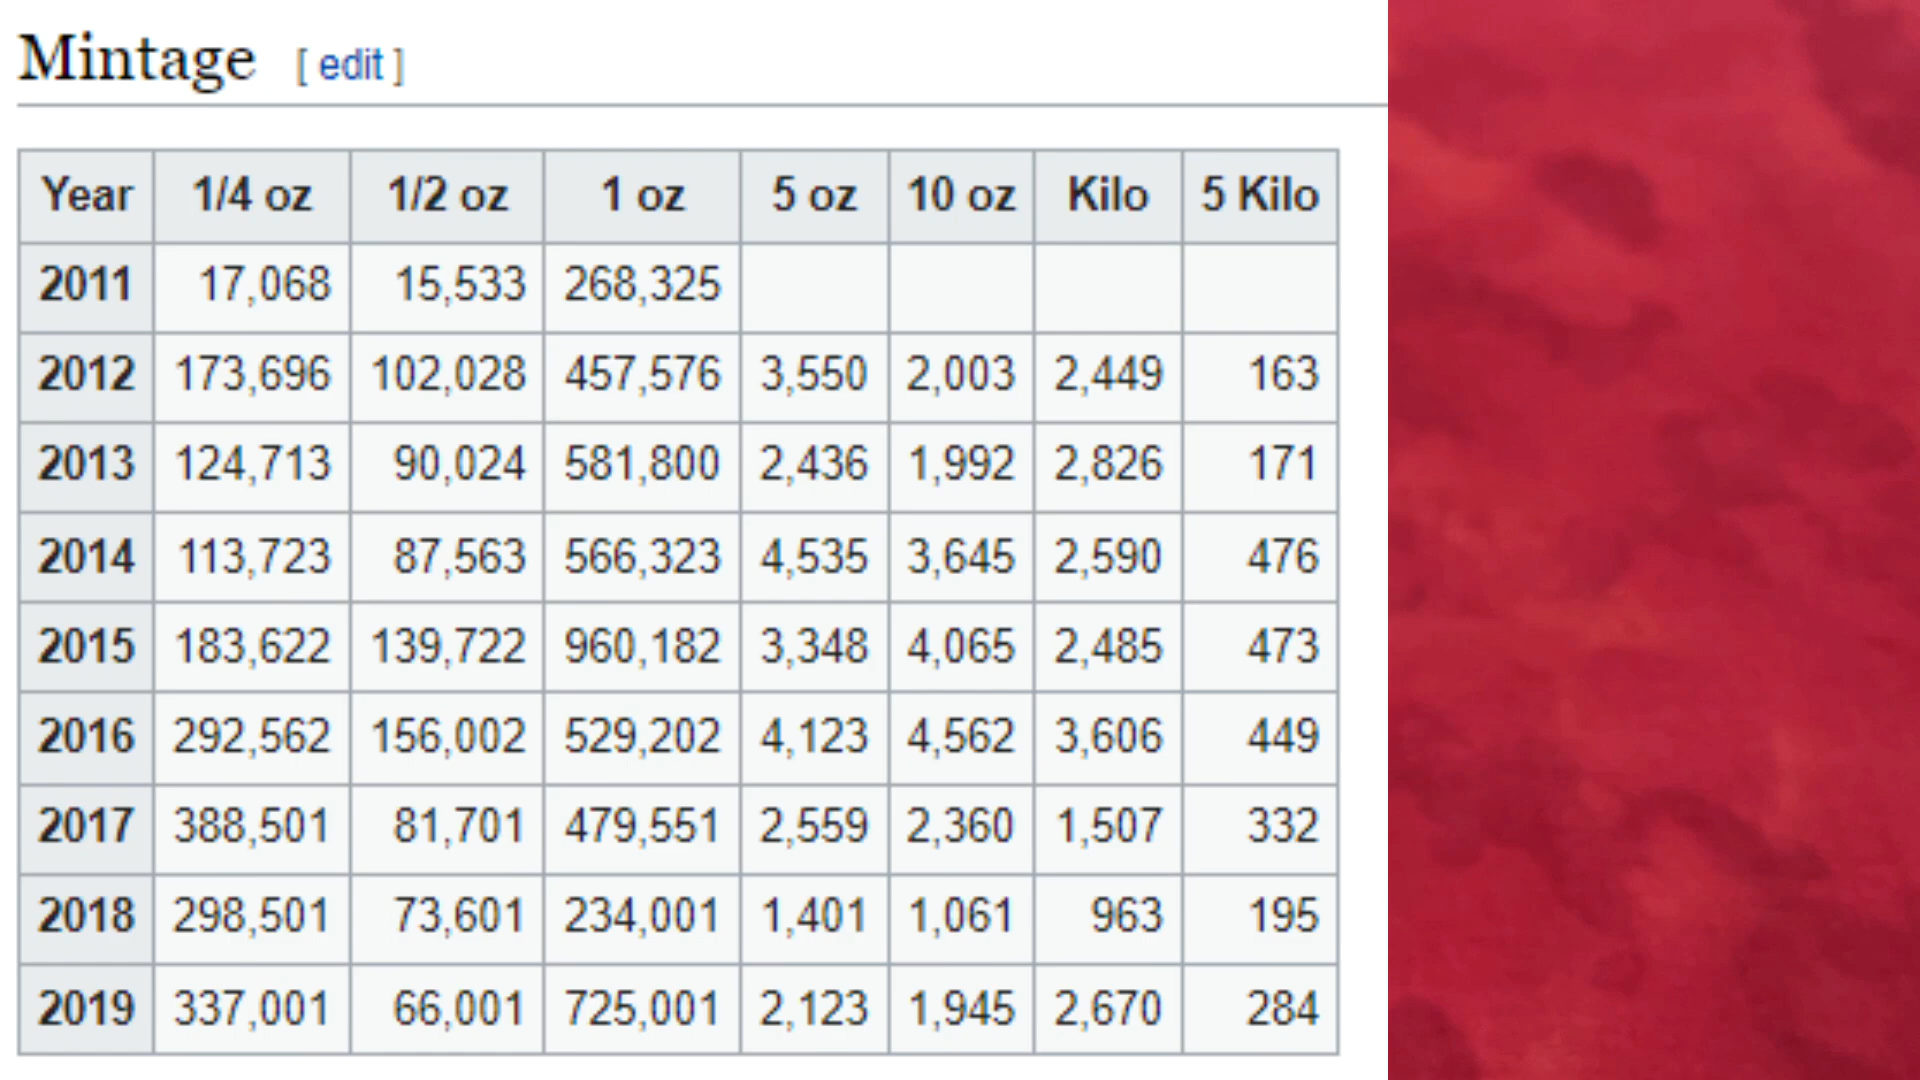 Mintage [ edit ]
Year 1/4 oz 1/2 oz 1 oz 5 oz 10 oz Kilo 5 Kilo
2011 17,068 15,533 268,325
2012 173,696 102,028 457,576 3,550 2,003 2,449 163
2013 124,713 90,024 581,800 2,436 1,992 2,826 171
2014 113,723 87,563 566,323 4,535 3,645 2,590 476
2015 183,622 139,722 960,182 3,348 4,065 2,485 473
2016 292,562 156,002 529,202 4,123 4,562 3,606 449
2017 388,501 81,701 479,551 2,559 2,360 1,507 332
2018 298,501 73,601 234,001 1,401 1,061 963 195
2019 337,001 66,001 725,001 2,123 1,945 2,670 284